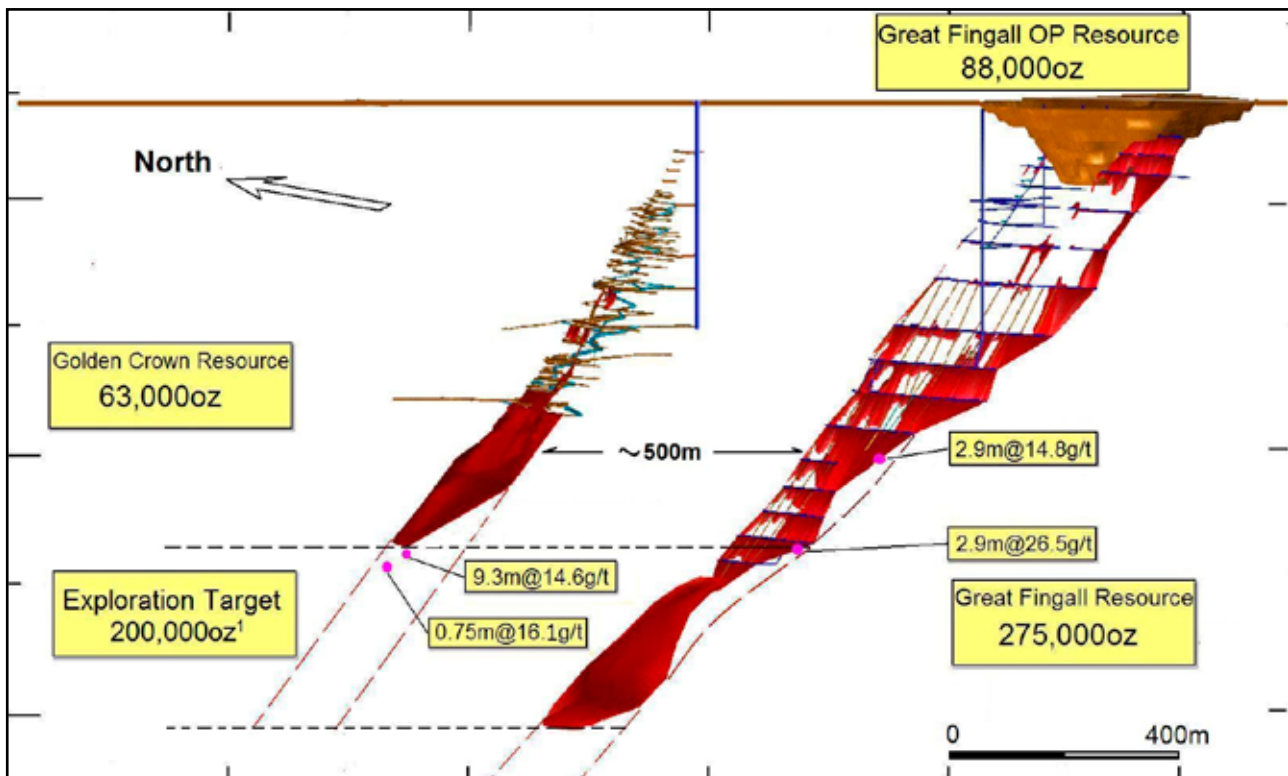 Great Fingall OP Resource
88,000oz
North
Golden Crown Resource
63,000oz
~500m
2.9m@14.8g/t
2.9m@26.5g/t
9.3m@14.6g/t
0.75m@16.1g/t
Exploration Target
200,000oz¹
Great Fingall Resource
275,000oz
0 400m